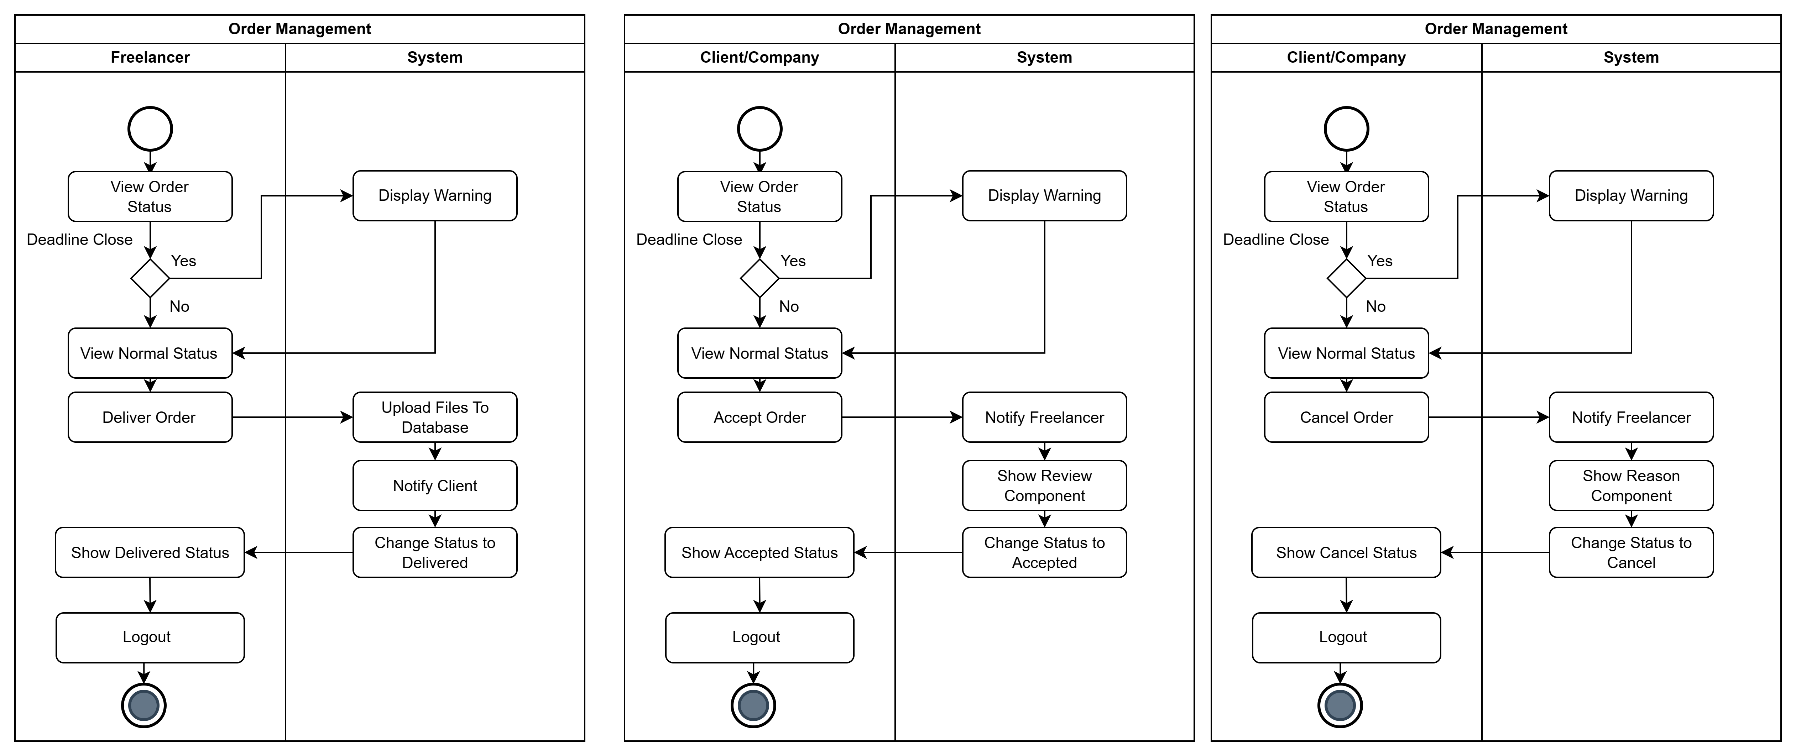 Order Management
Freelancer
System
View Order
Status
Display Warning
Deadline Close
Yes
No
View Normal Status
Deliver Order
Upload Files To
Database
Notify Client
Show Delivered Status
Change Status to
Delivered
Logout
Order Management
Client/Company
System
View Order
Status
Display Warning
Deadline Close
Yes
No
View Normal Status
Accept Order
Notify Freelancer
Show Review
Component
Show Accepted Status
Change Status to
Accepted
Logout
Order Management
Client/Company
System
View Order
Status
Display Warning
Deadline Close
Yes
No
View Normal Status
Cancel Order
Notify Freelancer
Show Reason
Component
Show Cancel Status
Change Status to
Cancel
Logout